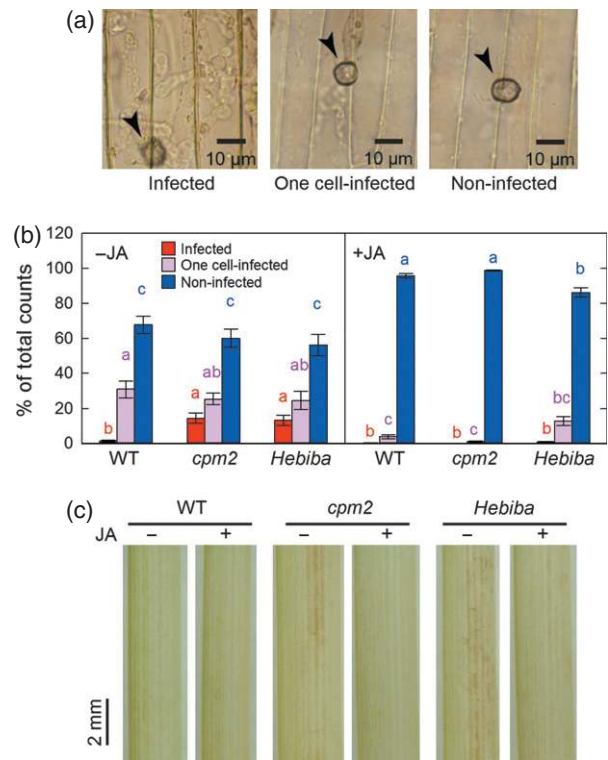 (a)
10 µm 10 µm 10 µm
Infected One cell-infected Non-infected
(b)
% of total counts
120
100
80
60
40
20
0
–JA
Infected
One cell-infected
Non-infected
+JA
b a c a ab c a ab c b c a b c a b bc b
WT cpm2 Hebiba WT cpm2 Hebiba
(c)
WT cpm2 Hebiba
JA – + – + – +
2 mm